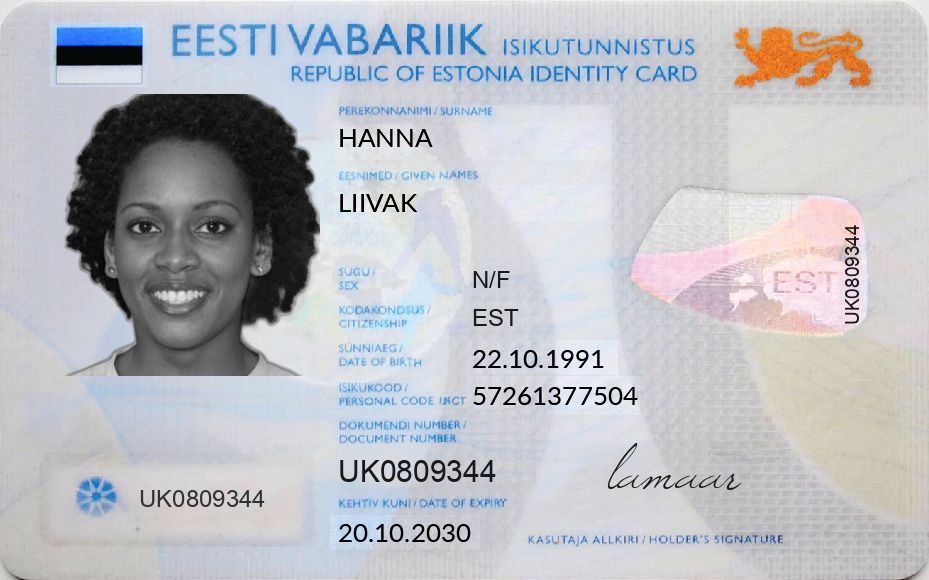 EESTI VABARIIK ISIKUTUNNISTUS
REPUBLIC OF ESTONIA IDENTITY CARD
PEREKONNANIMI / SURNAME
HANNA
EESNIMED / GIVEN NAMES
LIIVAK
SUGU /
SEX
N/F
KODAKONDSUS /
CITIZENSHIP
EST
SÜNNIAEG /
DATE OF BIRTH
22.10.1991
ISIKUKOOD /
PERSONAL CODE
57261377504
DOKUMENDI NUMBER /
DOCUMENT NUMBER
UK0809344
KEHTIV KUNI / DATE OF EXPIRY
20.10.2030
UK0809344
EST
UK0809344
lamaar
KASUTAJA ALLKIRI / HOLDER'S SIGNATURE